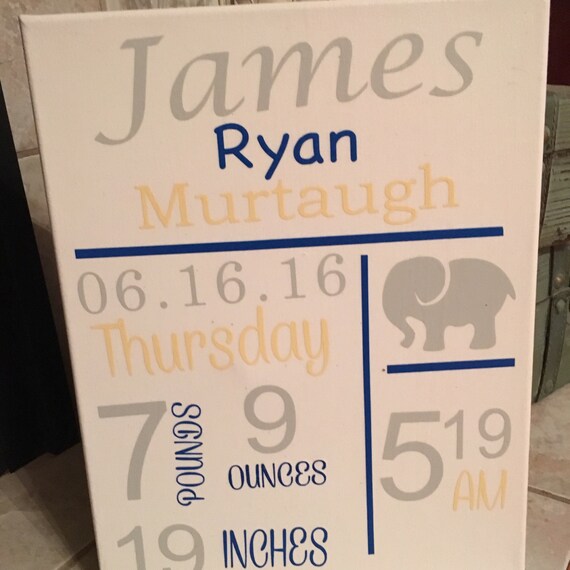 James
Ryan
Murtaugh
06.16.16
Thursday
7 POUNDS 9 OUNCES
19 INCHES
5 19 AM